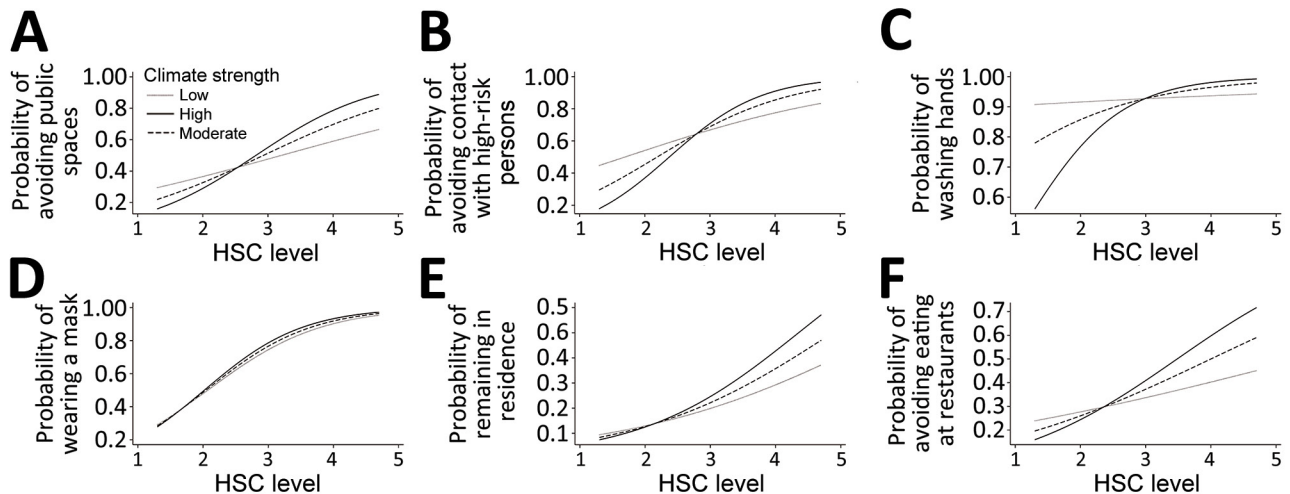 A
Probability of
avoiding public
spaces
1.00
0.8
0.6
0.4
0.2
Climate strength
Low
High
Moderate
1 2 3 4 5
HSC level
B
Probability of
avoiding contact
with high-risk
persons
1.00
0.8
0.6
0.4
0.2
1 2 3 4 5
HSC level
C
Probability of
washing hands
1.00
0.9
0.8
0.7
0.6
1 2 3 4 5
HSC level
D
Probability of
wearing a mask
1.00
0.8
0.6
0.4
0.2
1 2 3 4 5
HSC level
E
Probability of
remaining in
residence
0.5
0.6
0.4
0.3
0.2
0.1
1 2 3 4 5
HSC level
F
Probability of
avoiding eating
at restaurants
0.7
0.6
0.5
0.4
0.3
0.2
1 2 3 4 5
HSC level